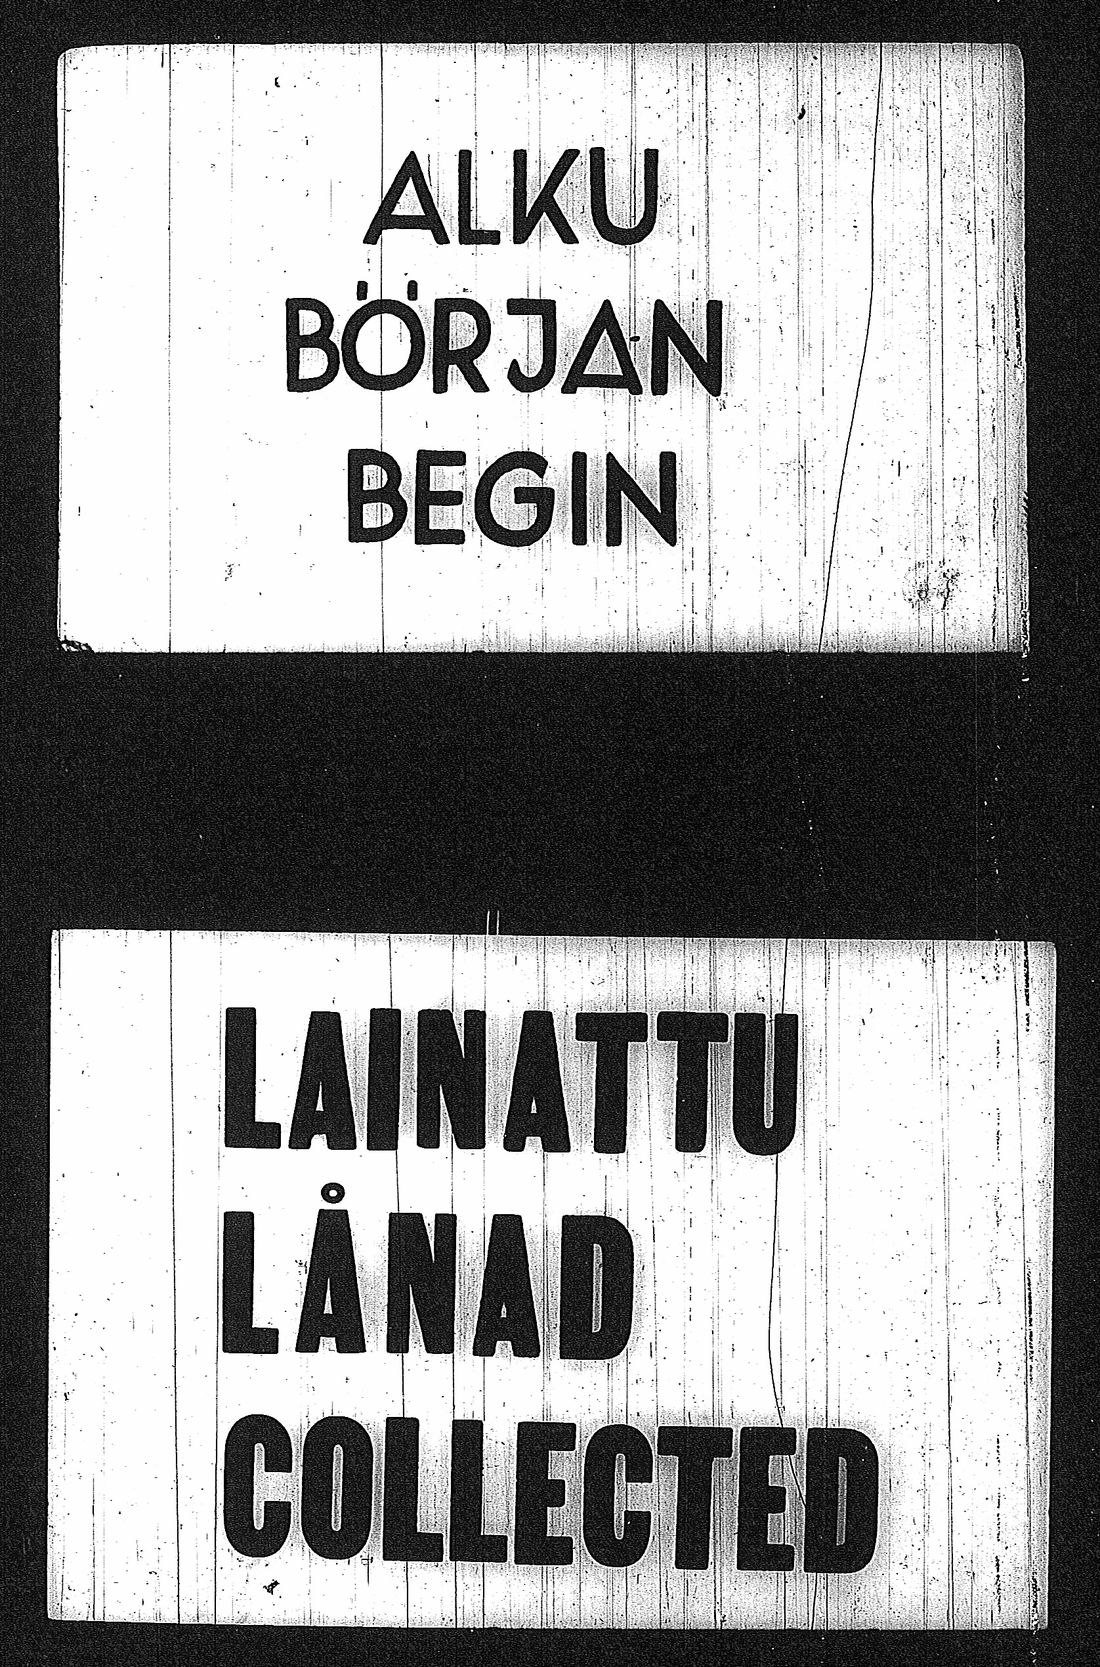 ALKU
BÖRJAN
BEGIN
LAINATTU
LÅNAD
COLLECTED